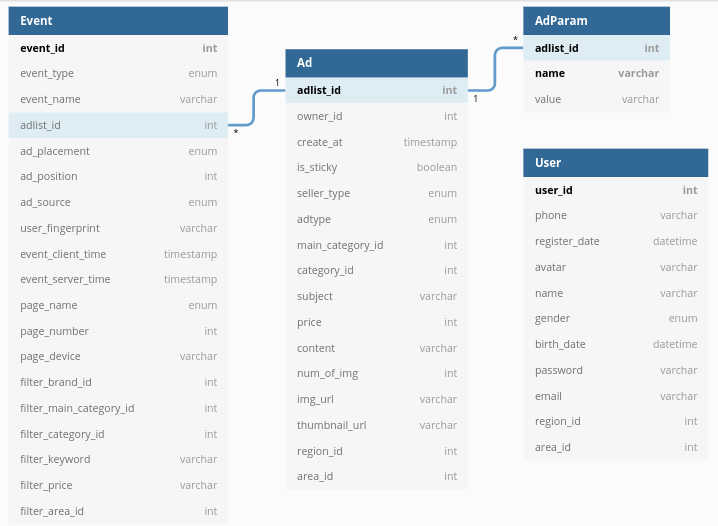 Event
event_id int
event_type enum
event_name varchar
adlist_id int
ad_placement enum
ad_position int
ad_source enum
user_fingerprint varchar
event_client_time timestamp
event_server_time timestamp
page_name enum
page_number int
page_device varchar
filter_brand_id int
filter_main_category_id int
filter_category_id int
filter_keyword varchar
filter_price varchar
filter_area_id int
*
1
Ad
adlist_id int
owner_id int
create_at timestamp
is_sticky boolean
seller_type enum
adtype enum
main_category_id int
category_id int
subject varchar
price int
content varchar
num_of_img int
img_url varchar
thumbnail_url varchar
region_id int
area_id int
1
*
AdParam
adlist_id int
name varchar
value varchar
User
user_id int
phone varchar
register_date datetime
avatar varchar
name varchar
gender enum
birth_date datetime
password varchar
email varchar
region_id int
area_id int